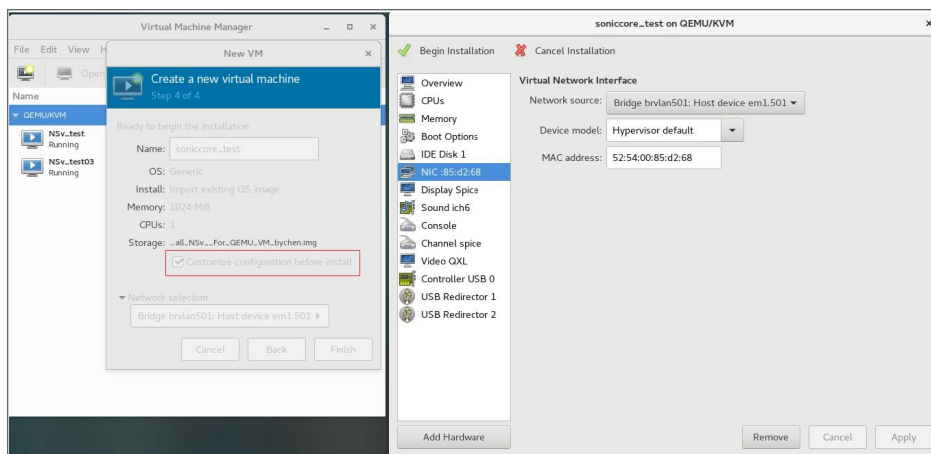 Virtual Machine Manager
File Edit View H
Open
Name
QEMU/KVM
NSv_test
Running
NSv_test03
Running
New VM
Create a new virtual machine
Step 4 of 4
Ready to begin the installation
Name: soniccore_test
OS: Generic
Install: Import existing OS image
Memory: 1024 MiB
CPUs: 1
Storage: ...all_NSv__For_QEMU_VM_bychen.img
Customize configuration before install
Network selection
Bridge brvlan501: Host device em1.501
Cancel Back Finish
soniccore_test on QEMU/KVM
Begin Installation Cancel Installation
Overview
CPUs
Memory
Boot Options
IDE Disk 1
NIC :85:d2:68
Display Spice
Sound ich6
Console
Channel spice
Video QXL
Controller USB 0
USB Redirector 1
USB Redirector 2
Add Hardware
Virtual Network Interface
Network source: Bridge brvlan501: Host device em1.501
Device model: Hypervisor default
MAC address: 52:54:00:85:d2:68
Remove Cancel Apply